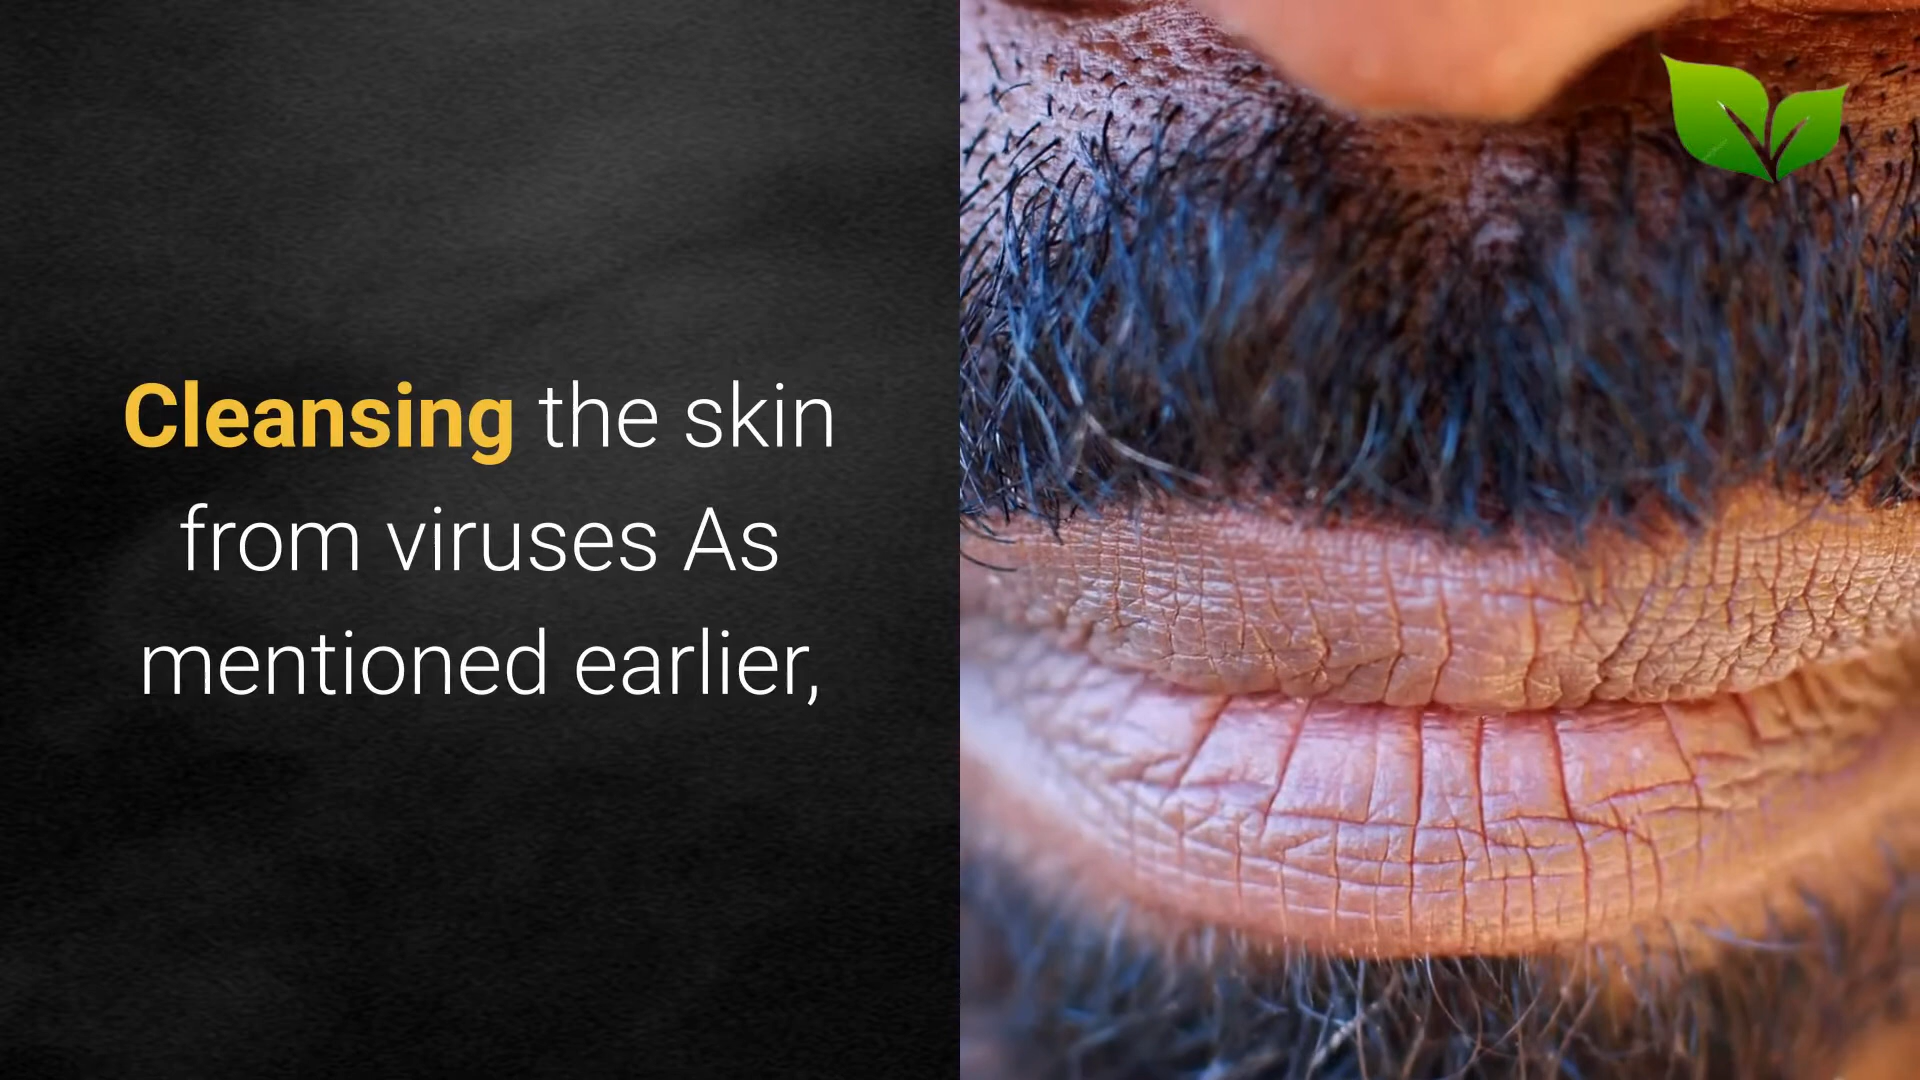 Cleansing the skin
from viruses As
mentioned earlier,